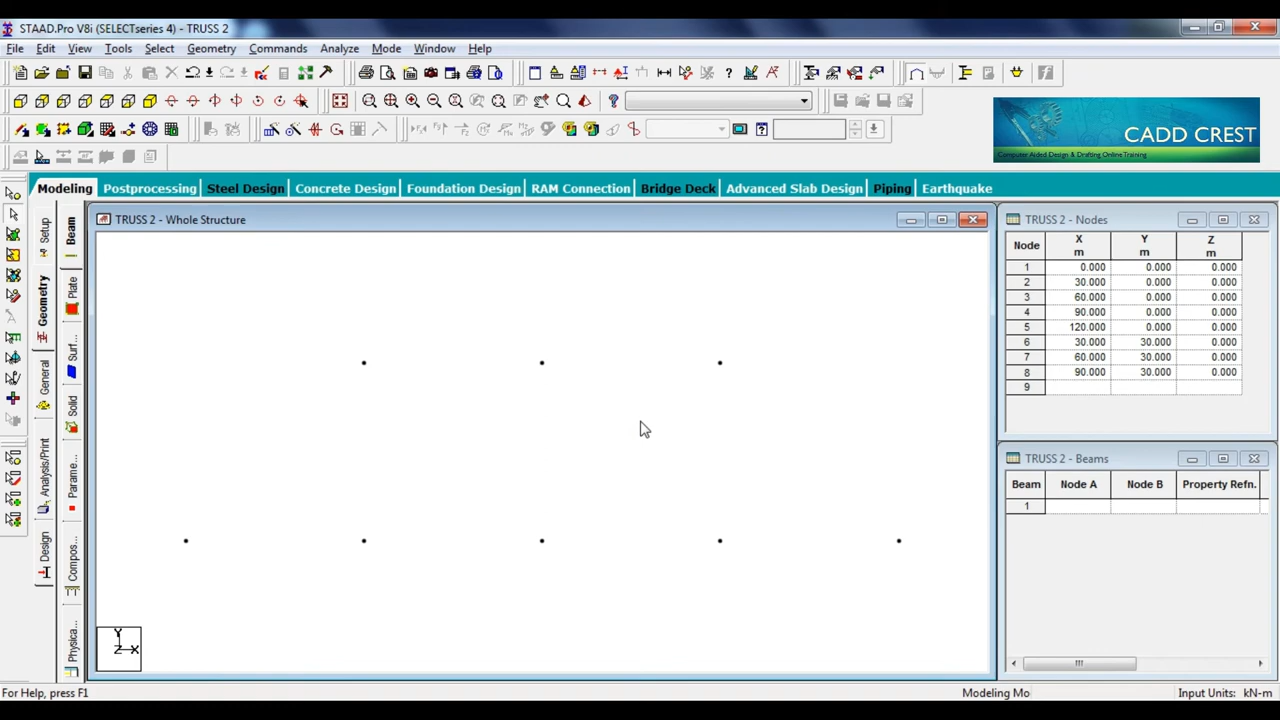 STAAD.Pro V8i (SELECTseries 4) - TRUSS 2
File Edit View Tools Select Geometry Commands Analyze Mode Window Help
CADD CREST
Computer Aided Design & Drafting Online Training
Modeling Postprocessing Steel Design Concrete Design Foundation Design RAM Connection Bridge Deck Advanced Slab Design Piping Earthquake
Setup
Geometry
General
Analysis/Print
Design
Beam
Plate
Surf...
Solid
Parame...
Compos...
Physica...
TRUSS 2 - Whole Structure
Y
Z X
TRUSS 2 - Nodes
Node X m Y m Z m
1 0.000 0.000 0.000
2 30.000 0.000 0.000
3 60.000 0.000 0.000
4 90.000 0.000 0.000
5 120.000 0.000 0.000
6 30.000 30.000 0.000
7 60.000 30.000 0.000
8 90.000 30.000 0.000
9
TRUSS 2 - Beams
Beam Node A Node B Property Refn.
1
For Help, press F1 Modeling Mo Input Units: kN-m